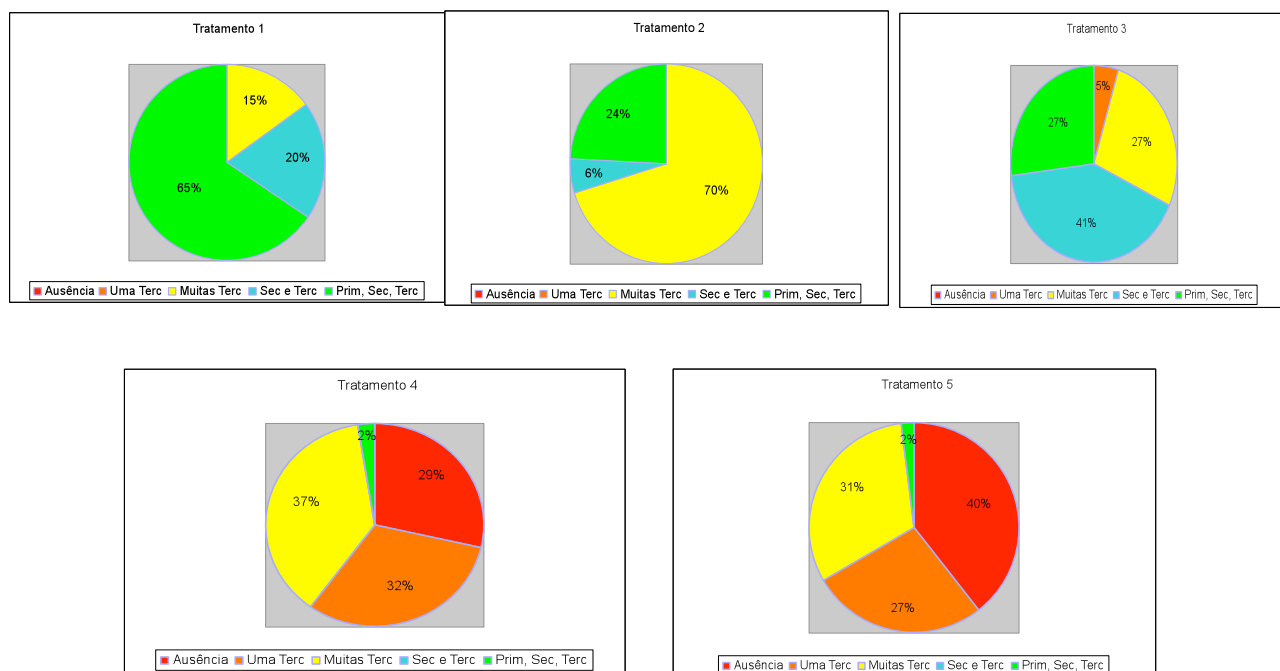 Tratamento 1
15%
20%
65%
Ausência Uma Terc Muitas Terc Sec e Terc Prim, Sec, Terc
Tratamento 2
24%
6%
70%
Ausência Uma Terc Muitas Terc Sec e Terc Prim, Sec, Terc
Tratamento 3
5%
27%
27%
41%
Ausência Uma Terc Muitas Terc Sec e Terc Prim, Sec, Terc
Tratamento 4
2%
29%
37%
32%
Ausência Uma Terc Muitas Terc Sec e Terc Prim, Sec, Terc
Tratamento 5
2%
31%
40%
27%
Ausência Uma Terc Muitas Terc Sec e Terc Prim, Sec, Terc